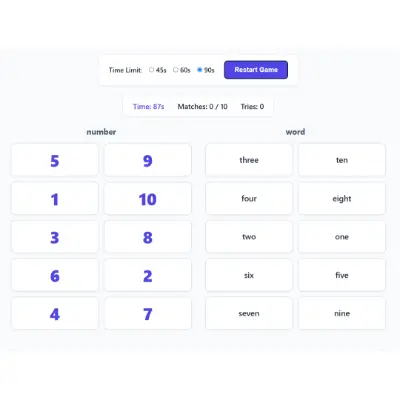 Time Limit: 45s 60s 90s Restart Game
Time: 87s Matches: 0 / 10 Tries: 0
number word
5 9 three ten
1 10 four eight
3 8 two one
6 2 six five
4 7 seven nine